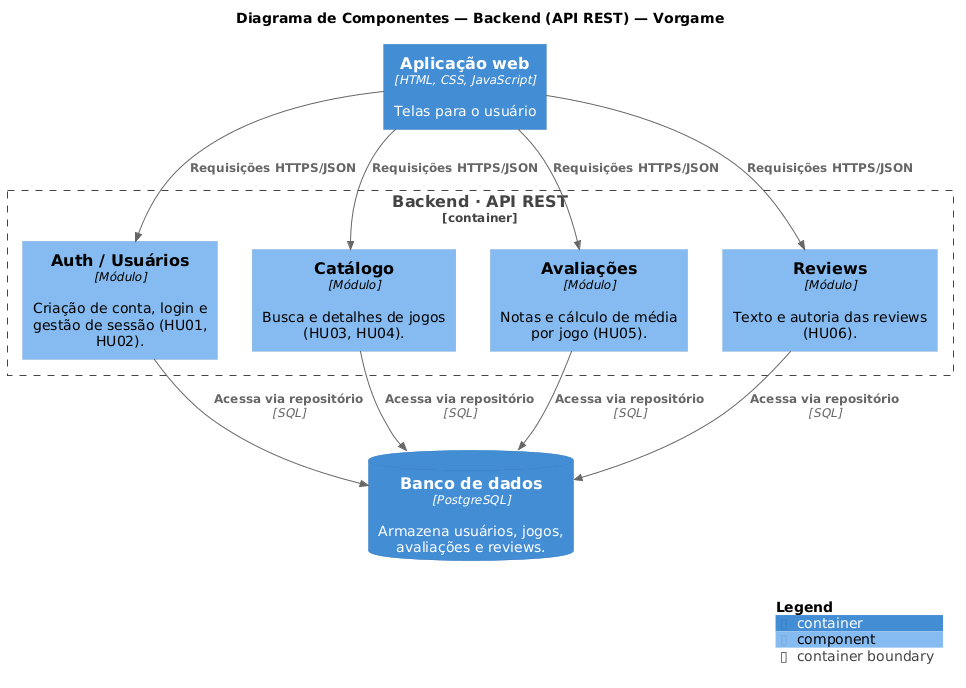 Diagrama de Componentes — Backend (API REST) — Vorgame
Aplicação web
[HTML, CSS, JavaScript]
Telas para o usuário
Requisições HTTPS/JSON
Requisições HTTPS/JSON
Requisições HTTPS/JSON
Requisições HTTPS/JSON
Backend · API REST
[container]
Auth / Usuários
[Módulo]
Criação de conta, login e
gestão de sessão (HU01,
HU02).
Catálogo
[Módulo]
Busca e detalhes de jogos
(HU03, HU04).
Avaliações
[Módulo]
Notas e cálculo de média
por jogo (HU05).
Reviews
[Módulo]
Texto e autoria das reviews
(HU06).
Acessa via repositório
[SQL]
Acessa via repositório
[SQL]
Acessa via repositório
[SQL]
Acessa via repositório
[SQL]
Banco de dados
[PostgreSQL]
Armazena usuários, jogos,
avaliações e reviews.
Legend
container
component
container boundary